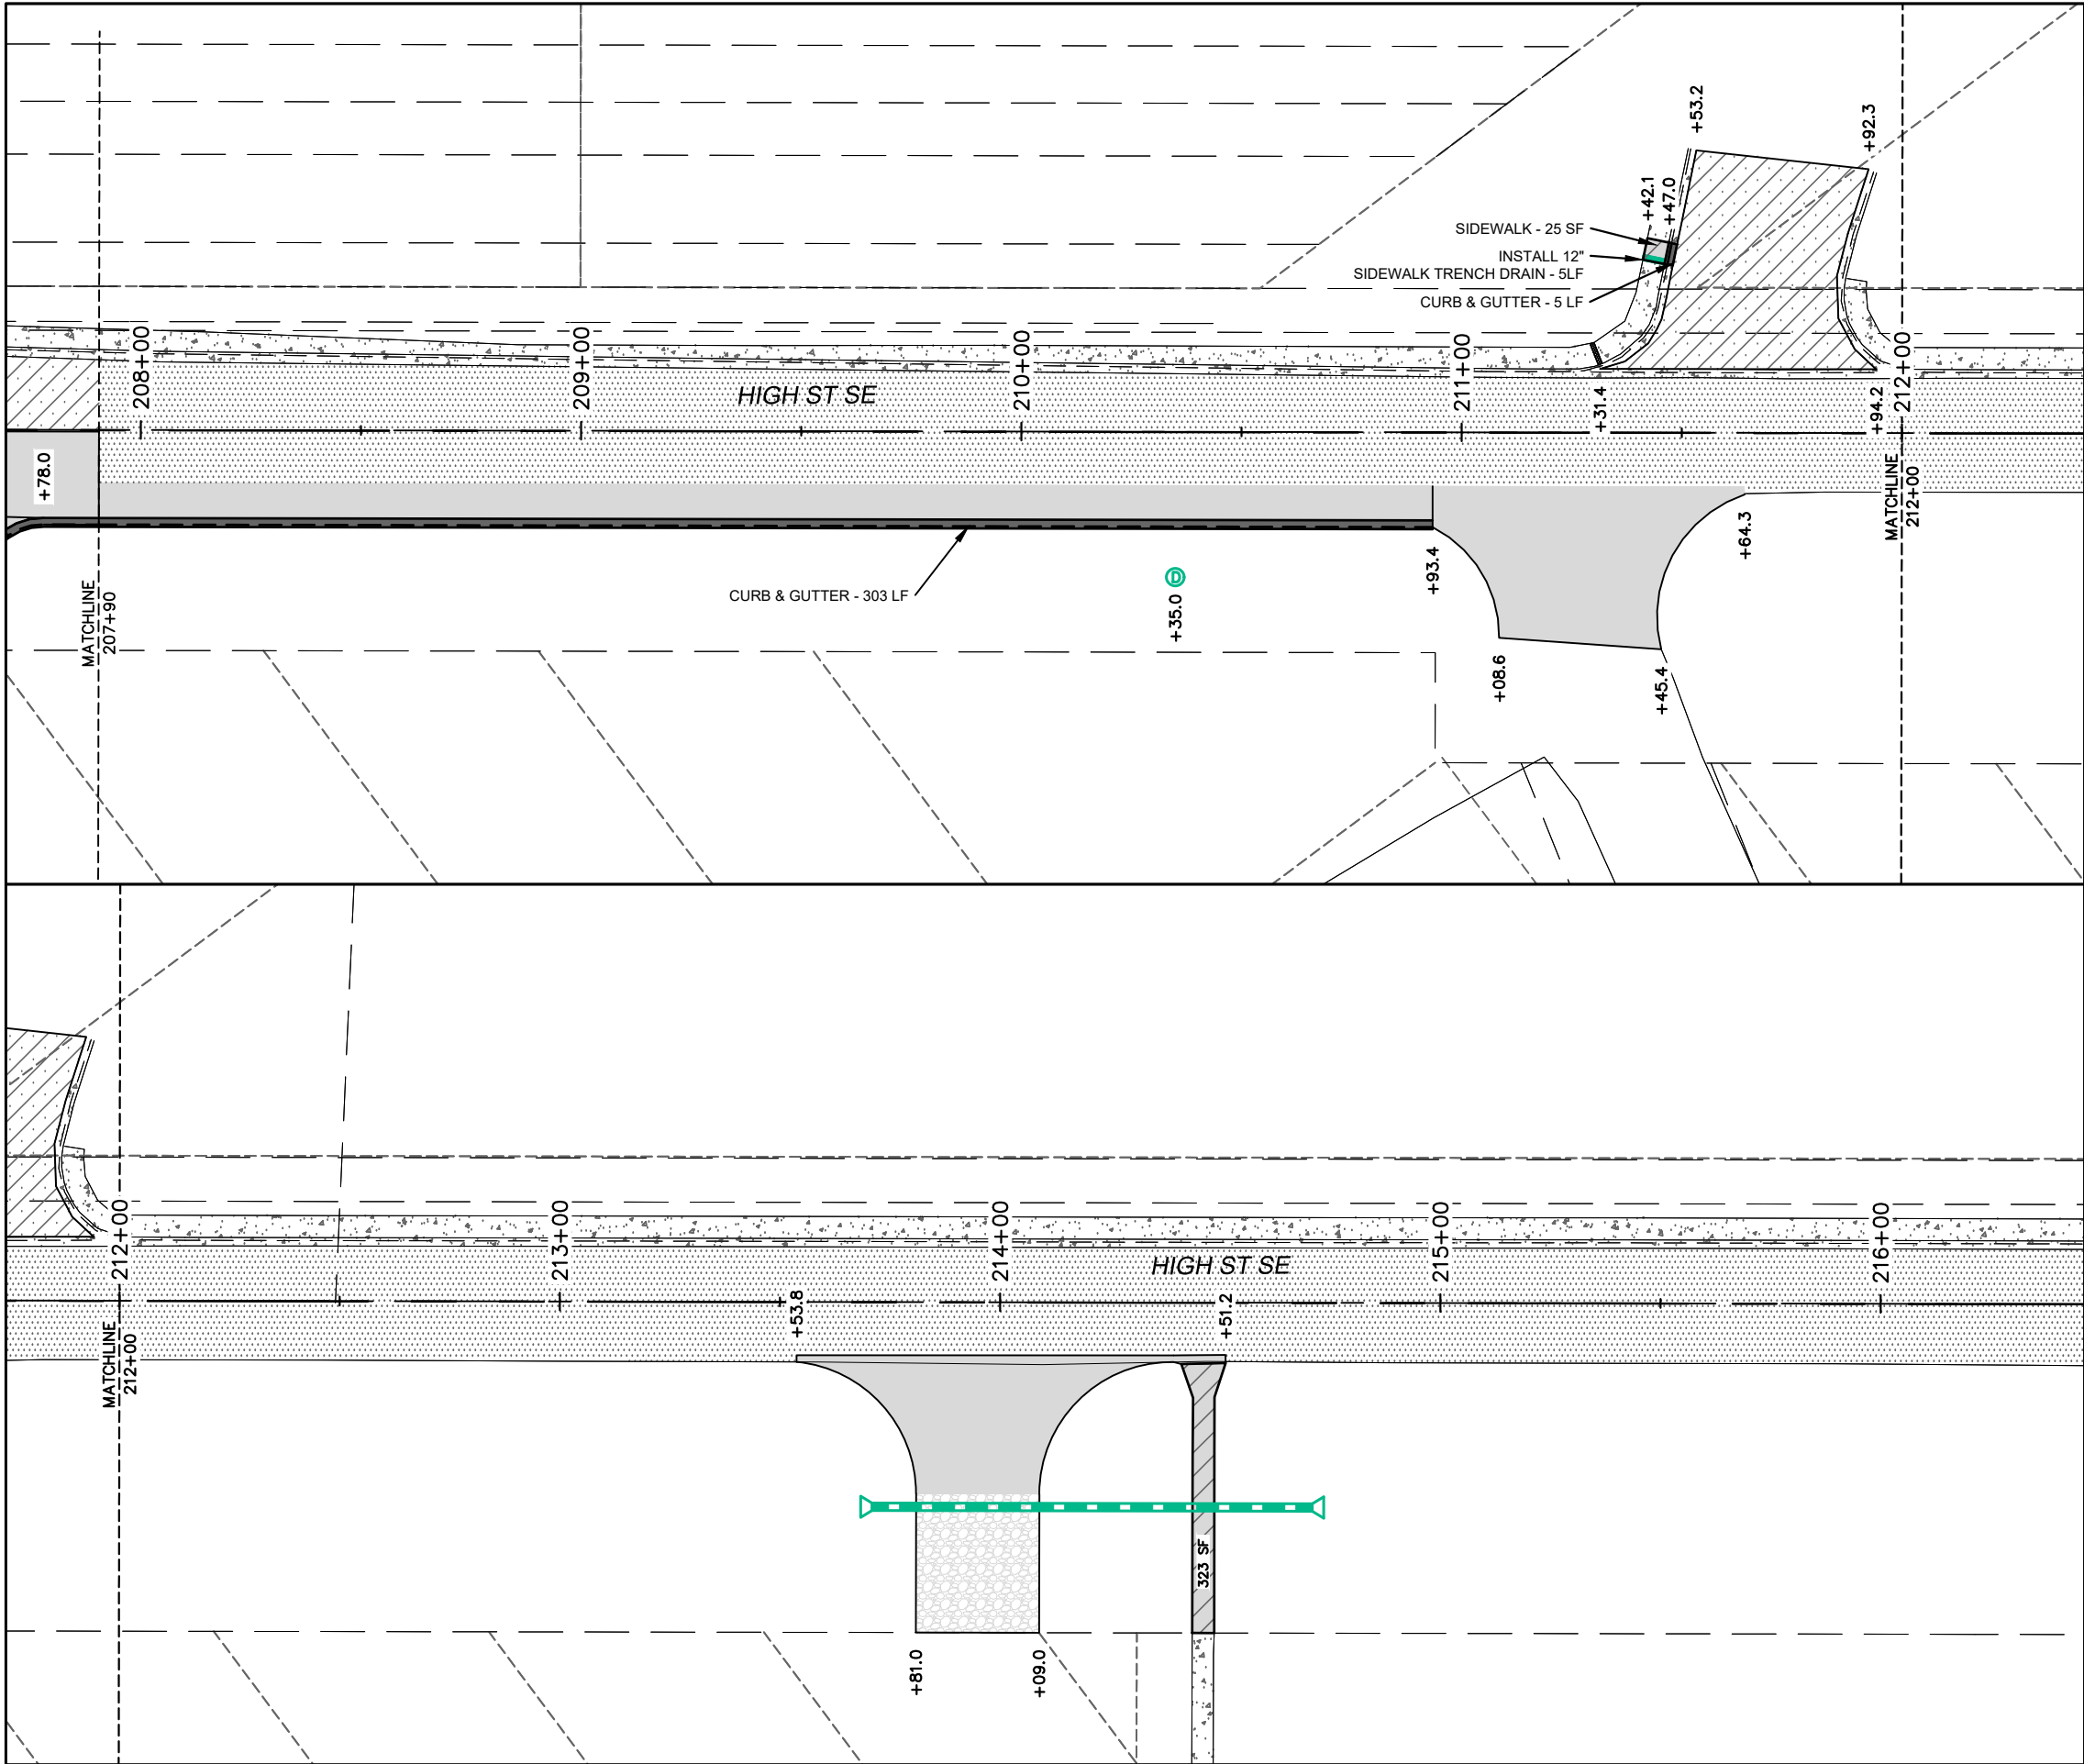 +53.2
+92.3
+42.1
+47.0
SIDEWALK - 25 SF
INSTALL 12"
SIDEWALK TRENCH DRAIN - 5LF
CURB & GUTTER - 5 LF
208+00
209+00
210+00
211+00
212+00
HIGH ST SE
+31.4
+94.2
+78.0
MATCHLINE
212+00
+64.3
+93.4
MATCHLINE
207+90
CURB & GUTTER - 303 LF
+35.0
D
+08.6
+45.4
212+00
213+00
214+00
215+00
216+00
HIGH ST SE
+53.8
+51.2
MATCHLINE
212+00
323 SF
+81.0
+09.0